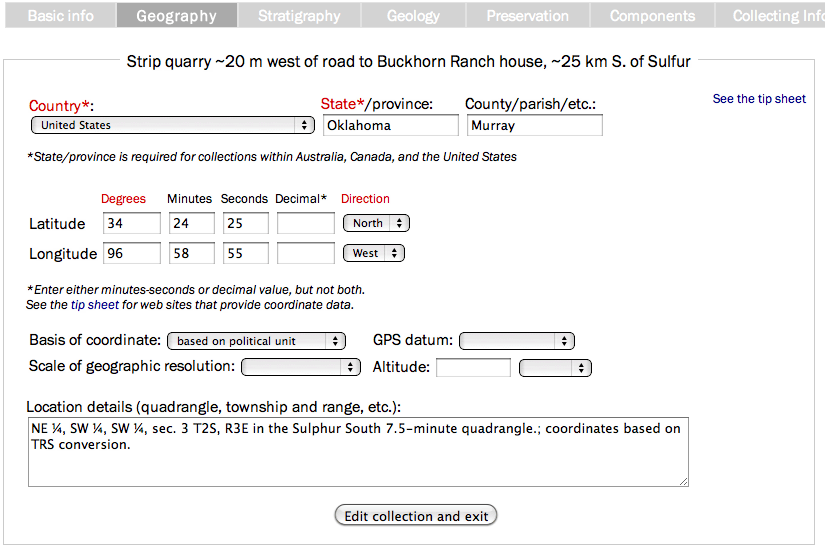 Basic info Geography Stratigraphy Geology Preservation Components Collecting Info
Strip quarry ~20 m west of road to Buckhorn Ranch house, ~25 km S. of Sulfur
See the tip sheet
Country*: State*/province: County/parish/etc.:
United States Oklahoma Murray
*State/province is required for collections within Australia, Canada, and the United States
Degrees Minutes Seconds Decimal* Direction
Latitude 34 24 25 North
Longitude 96 58 55 West
*Enter either minutes-seconds or decimal value, but not both.
See the tip sheet for web sites that provide coordinate data.
Basis of coordinate: based on political unit GPS datum:
Scale of geographic resolution: Altitude:
Location details (quadrangle, township and range, etc.):
NE ¼, SW ¼, SW ¼, sec. 3 T2S, R3E in the Sulphur South 7.5-minute quadrangle.; coordinates based on
TRS conversion.
Edit collection and exit